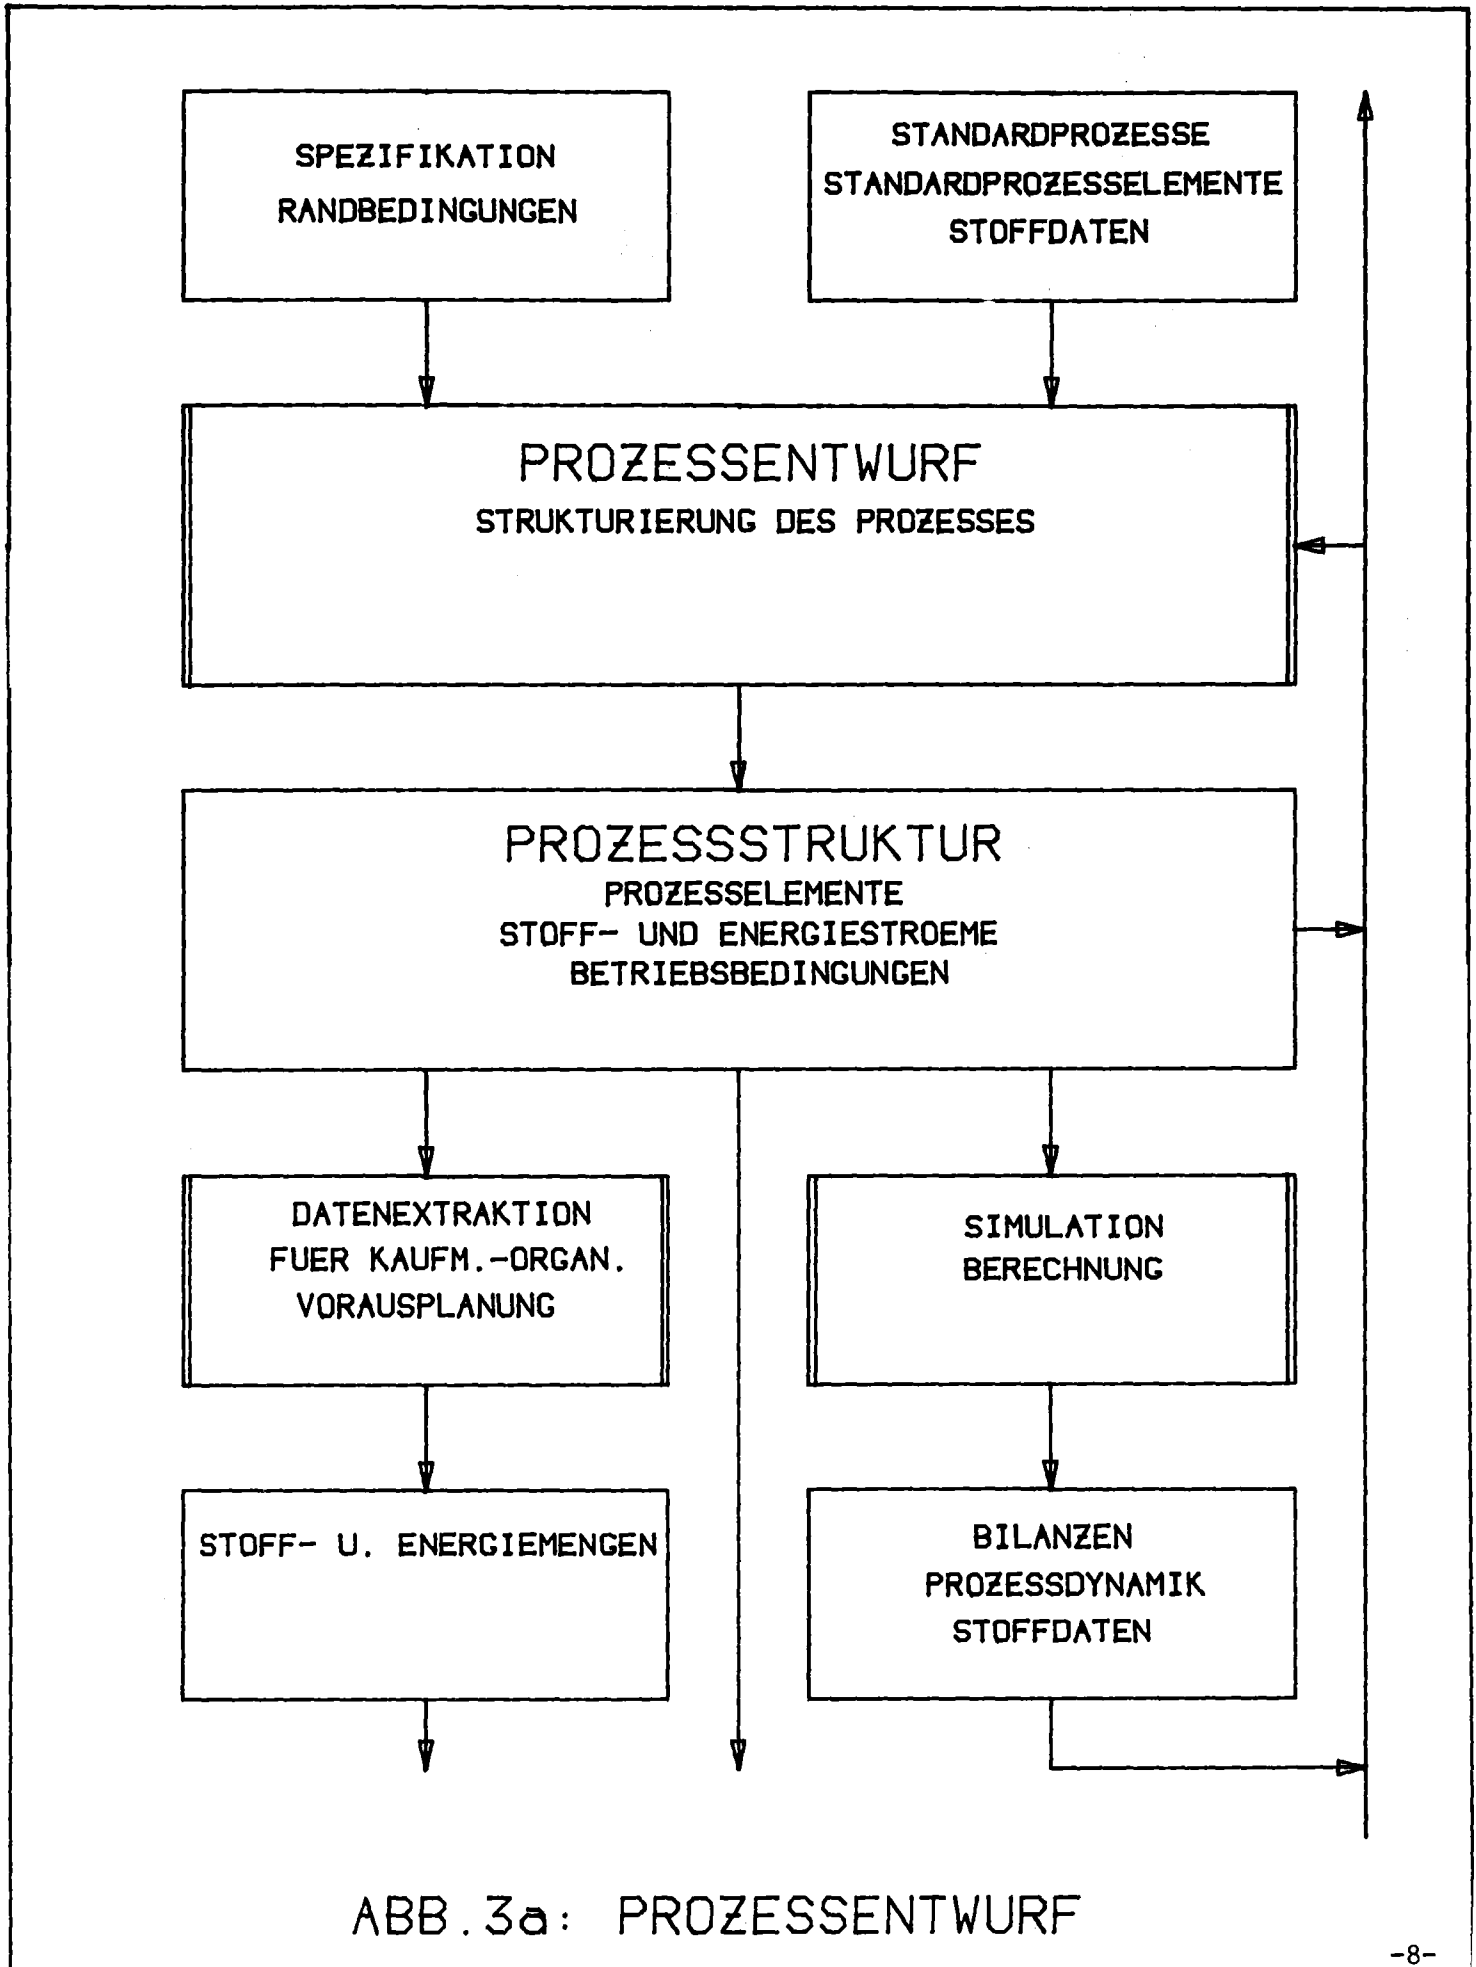 SPEZIFIKATION
RANDBEDINGUNGEN
STANDARDPROZESSE
STANDARDPROZESSELEMENTE
STOFFDATEN
PROZESSENTWURF
STRUKTURIERUNG DES PROZESSES
PROZESSSTRUKTUR
PROZESSELEMENTE
STOFF- UND ENERGIESTROEME
BETRIEBSBEDINGUNGEN
DATENEXTRAKTION
FUER KAUFM.-ORGAN.
VORAUSPLANUNG
SIMULATION
BERECHNUNG
STOFF- U. ENERGIEMENGEN
BILANZEN
PROZESSDYNAMIK
STOFFDATEN
ABB.3a: PROZESSENTWURF
-8-